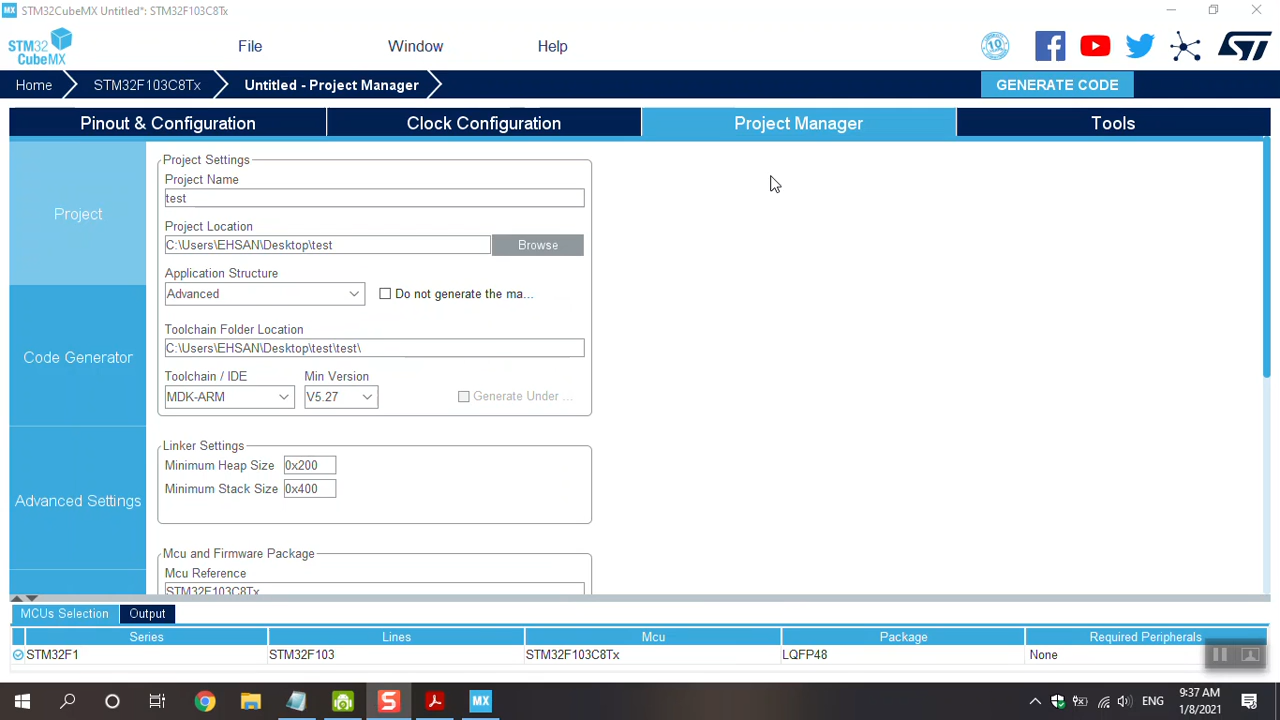 MX STM32CubeMX Untitled*: STM32F103C8Tx
STM32 CubeMX
File Window Help
10
ST
Home STM32F103C8Tx Untitled - Project Manager GENERATE CODE
Pinout & Configuration Clock Configuration Project Manager Tools
Project
Code Generator
Advanced Settings
Project Settings
Project Name
test
Project Location
C:\Users\EHSAN\Desktop\test Browse
Application Structure
Advanced Do not generate the ma...
Toolchain Folder Location
C:\Users\EHSAN\Desktop\test\test\
Toolchain / IDE Min Version
MDK-ARM V5.27 Generate Under ...
Linker Settings
Minimum Heap Size 0x200
Minimum Stack Size 0x400
Mcu and Firmware Package
Mcu Reference
STM32F103C8Tx
MCUs Selection Output
Series Lines Mcu Package Required Peripherals
STM32F1 STM32F103 STM32F103C8Tx LQFP48 None
S MX ENG 9:37 AM
1/8/2021